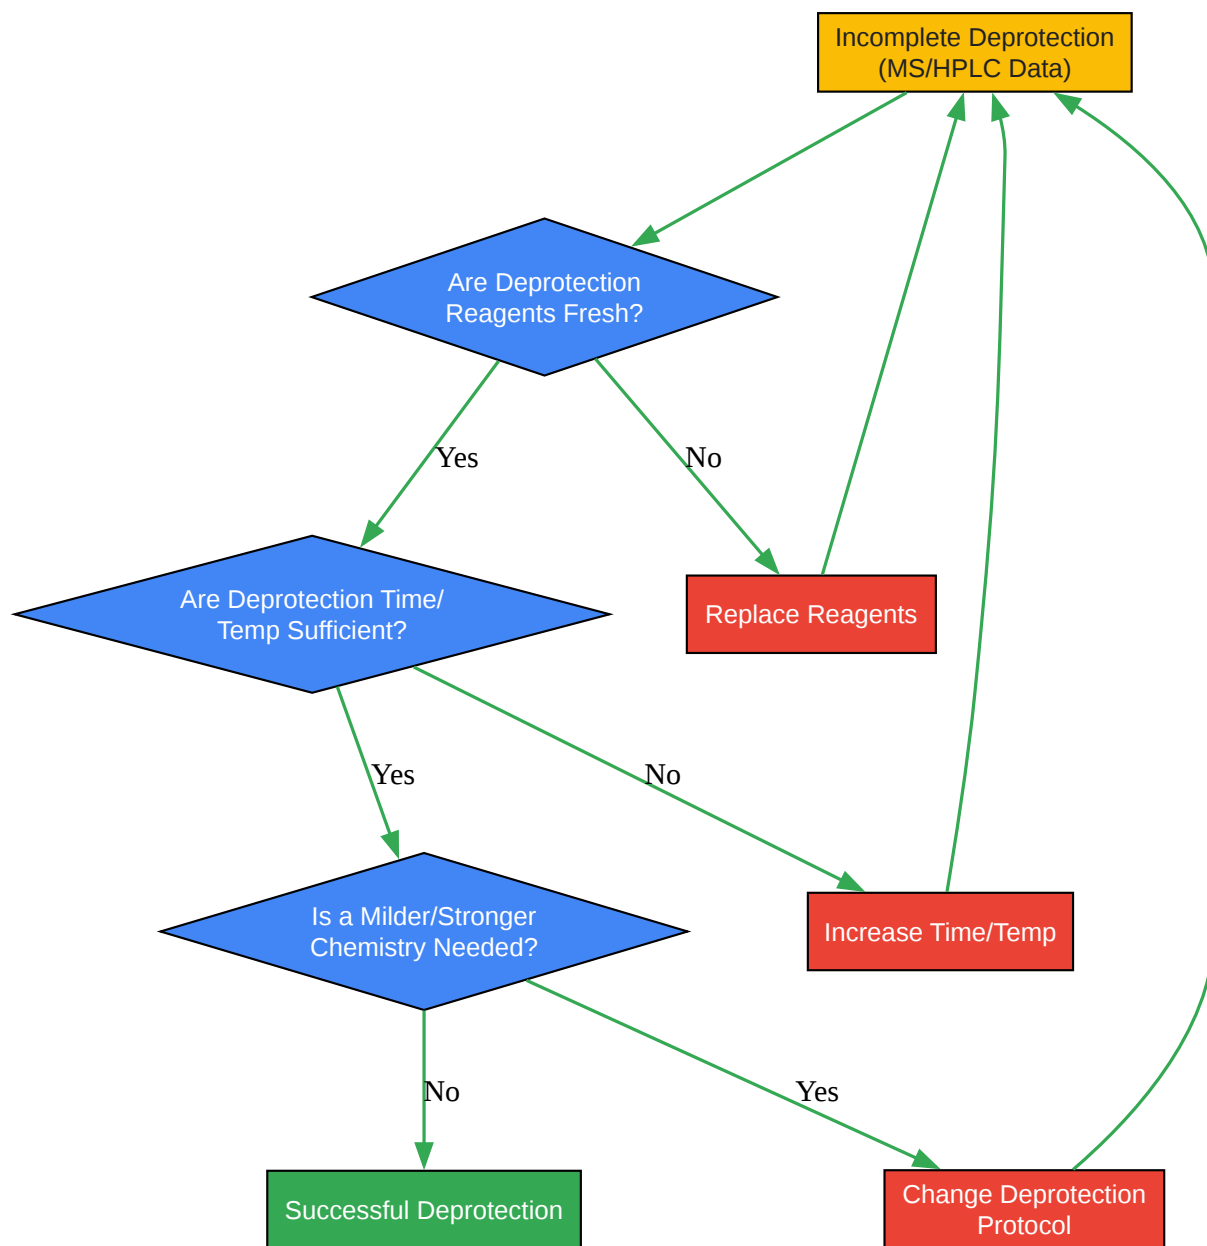 Incomplete Deprotection
(MS/HPLC Data)
Are Deprotection
Reagents Fresh?
Yes
No
Are Deprotection Time/
Temp Sufficient?
Replace Reagents
Yes
No
Is a Milder/Stronger
Chemistry Needed?
Increase Time/Temp
No
Yes
Successful Deprotection
Change Deprotection
Protocol